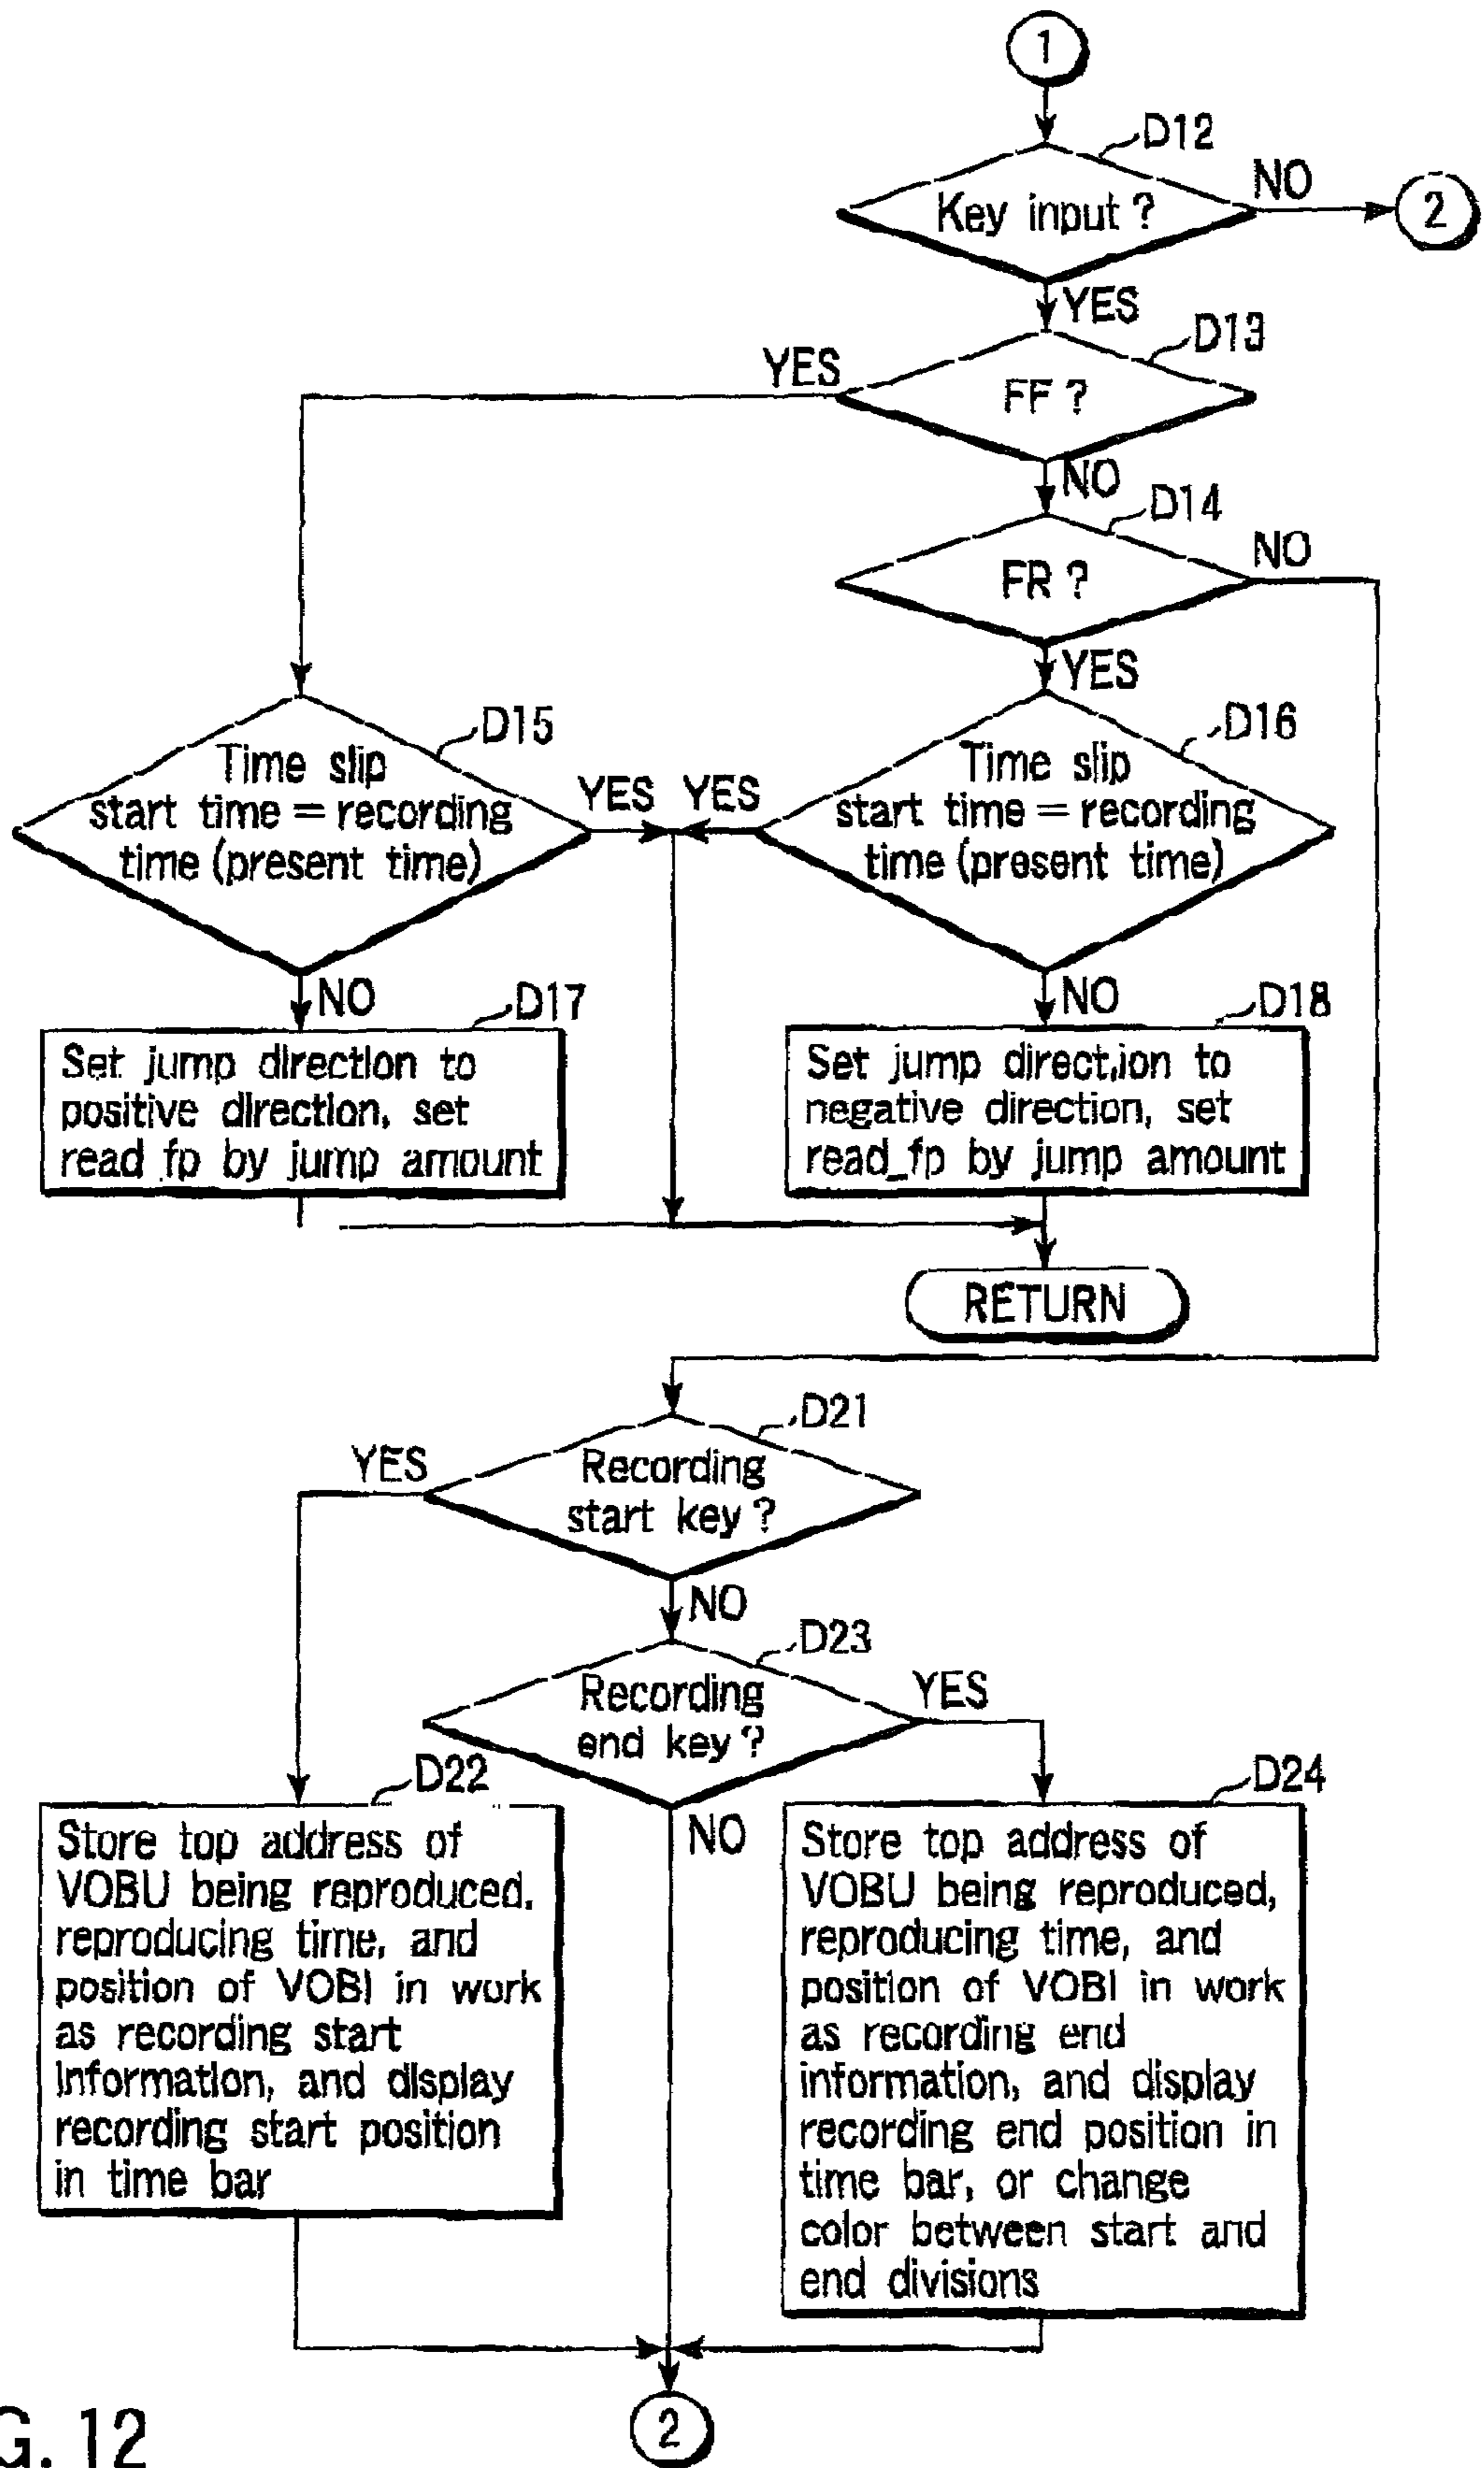 1
D12
Key input ?
NO
2
YES
D13
YES
FF ?
NO
D14
FR ?
NO
YES
D15
Time slip
start time = recording
time (present time)
YES
YES
D16
Time slip
start time = recording
time (present time)
NO
D17
Set jump direction to
positive direction, set
read_fp by jump amount
NO
D18
Set jump direction to
negative direction, set
read_fp by jump amount
RETURN
D21
Recording
start key ?
YES
NO
D23
Recording
end key ?
YES
NO
D22
Store top address of
VOBU being reproduced,
reproducing time, and
position of VOBI in work
as recording start
information, and display
recording start position
in time bar
D24
Store top address of
VOBU being reproduced,
reproducing time, and
position of VOBI in work
as recording end
information, and display
recording end position in
time bar, or change
color between start and
end divisions
2
G. 12